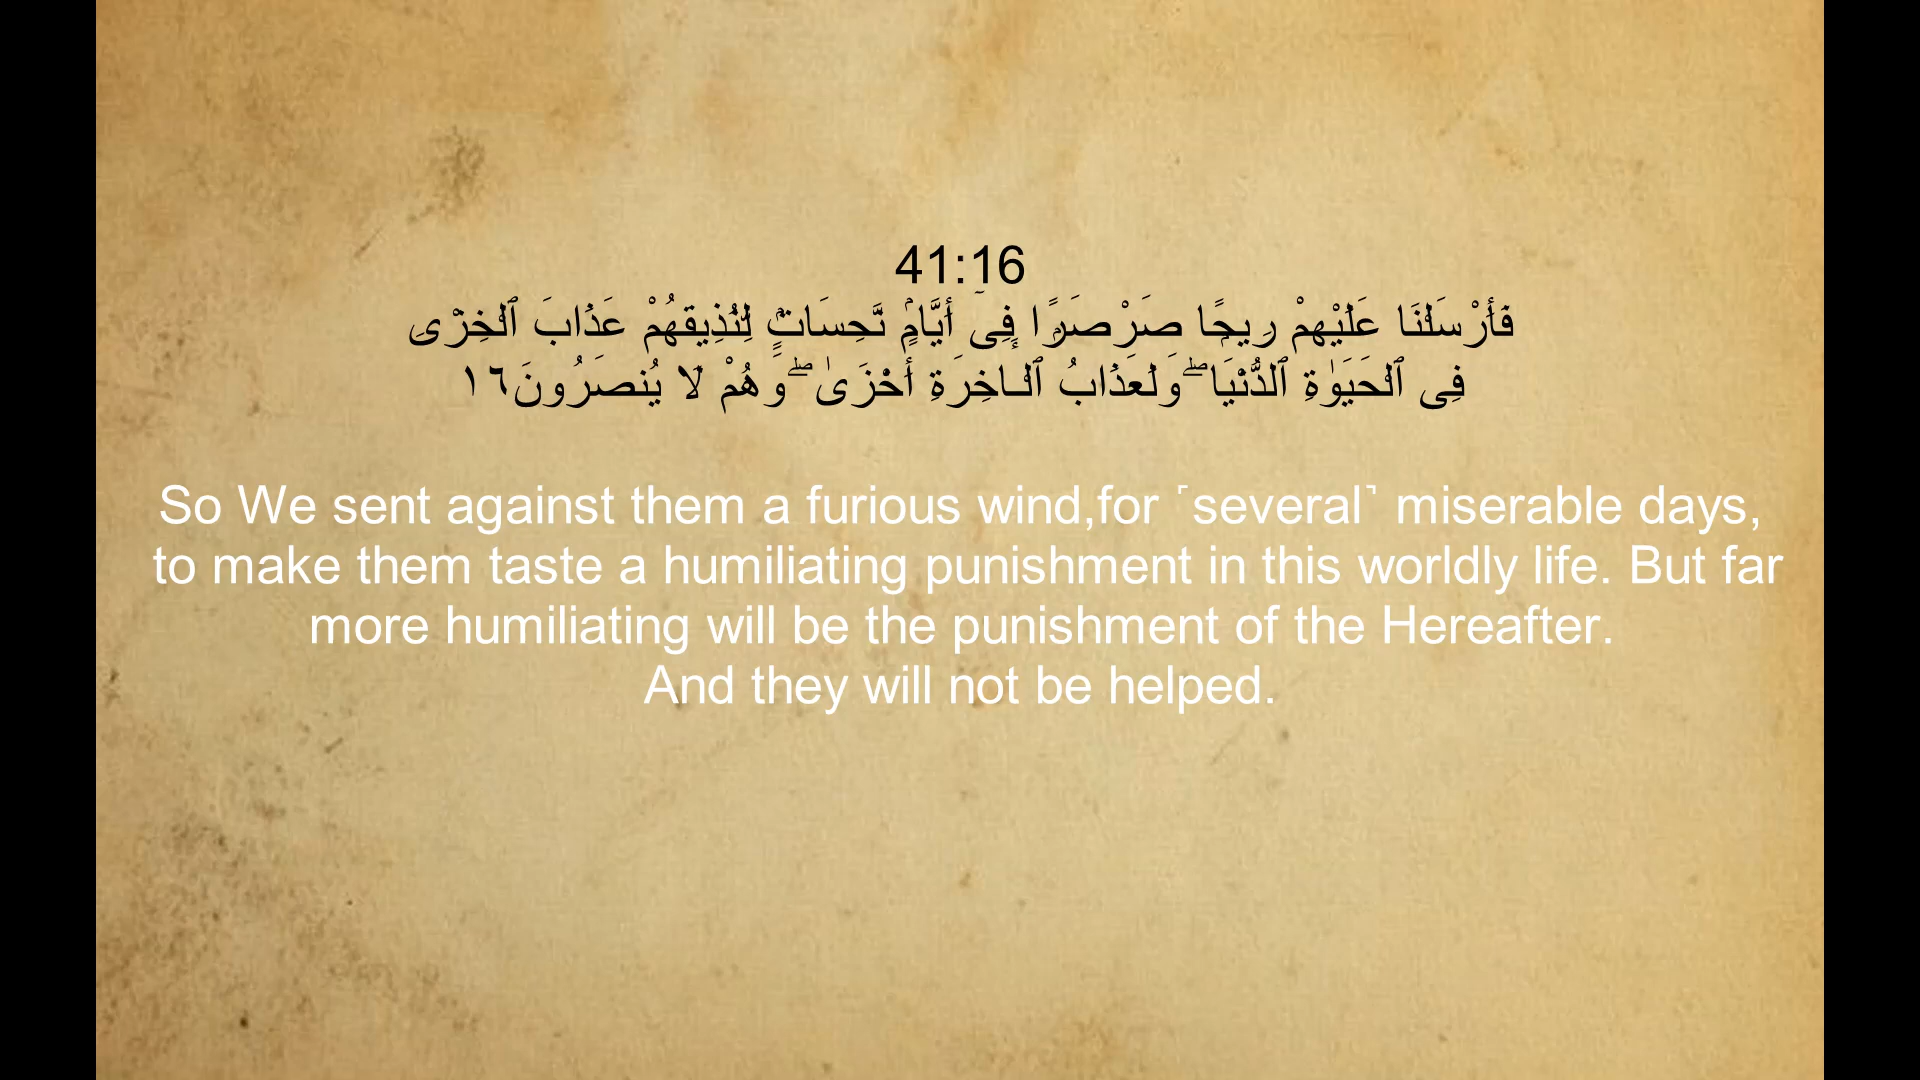 41:16
فَأَرْسَلْنَا عَلَيْهِمْ رِيحًا صَرْصَرًا فِىٓ أَيَّامٍ نَّحِسَاتٍ لِّنُذِيقَهُمْ عَذَابَ ٱلْخِزْىِ
فِى ٱلْحَيَوٰةِ ٱلدُّنْيَا ۖ وَلَعَذَابُ ٱلْـَٔاخِرَةِ أَخْزَىٰ ۖ وَهُمْ لَا يُنصَرُونَ ١٦
So We sent against them a furious wind,for ˹several˺ miserable days,
to make them taste a humiliating punishment in this worldly life. But far
more humiliating will be the punishment of the Hereafter.
And they will not be helped.